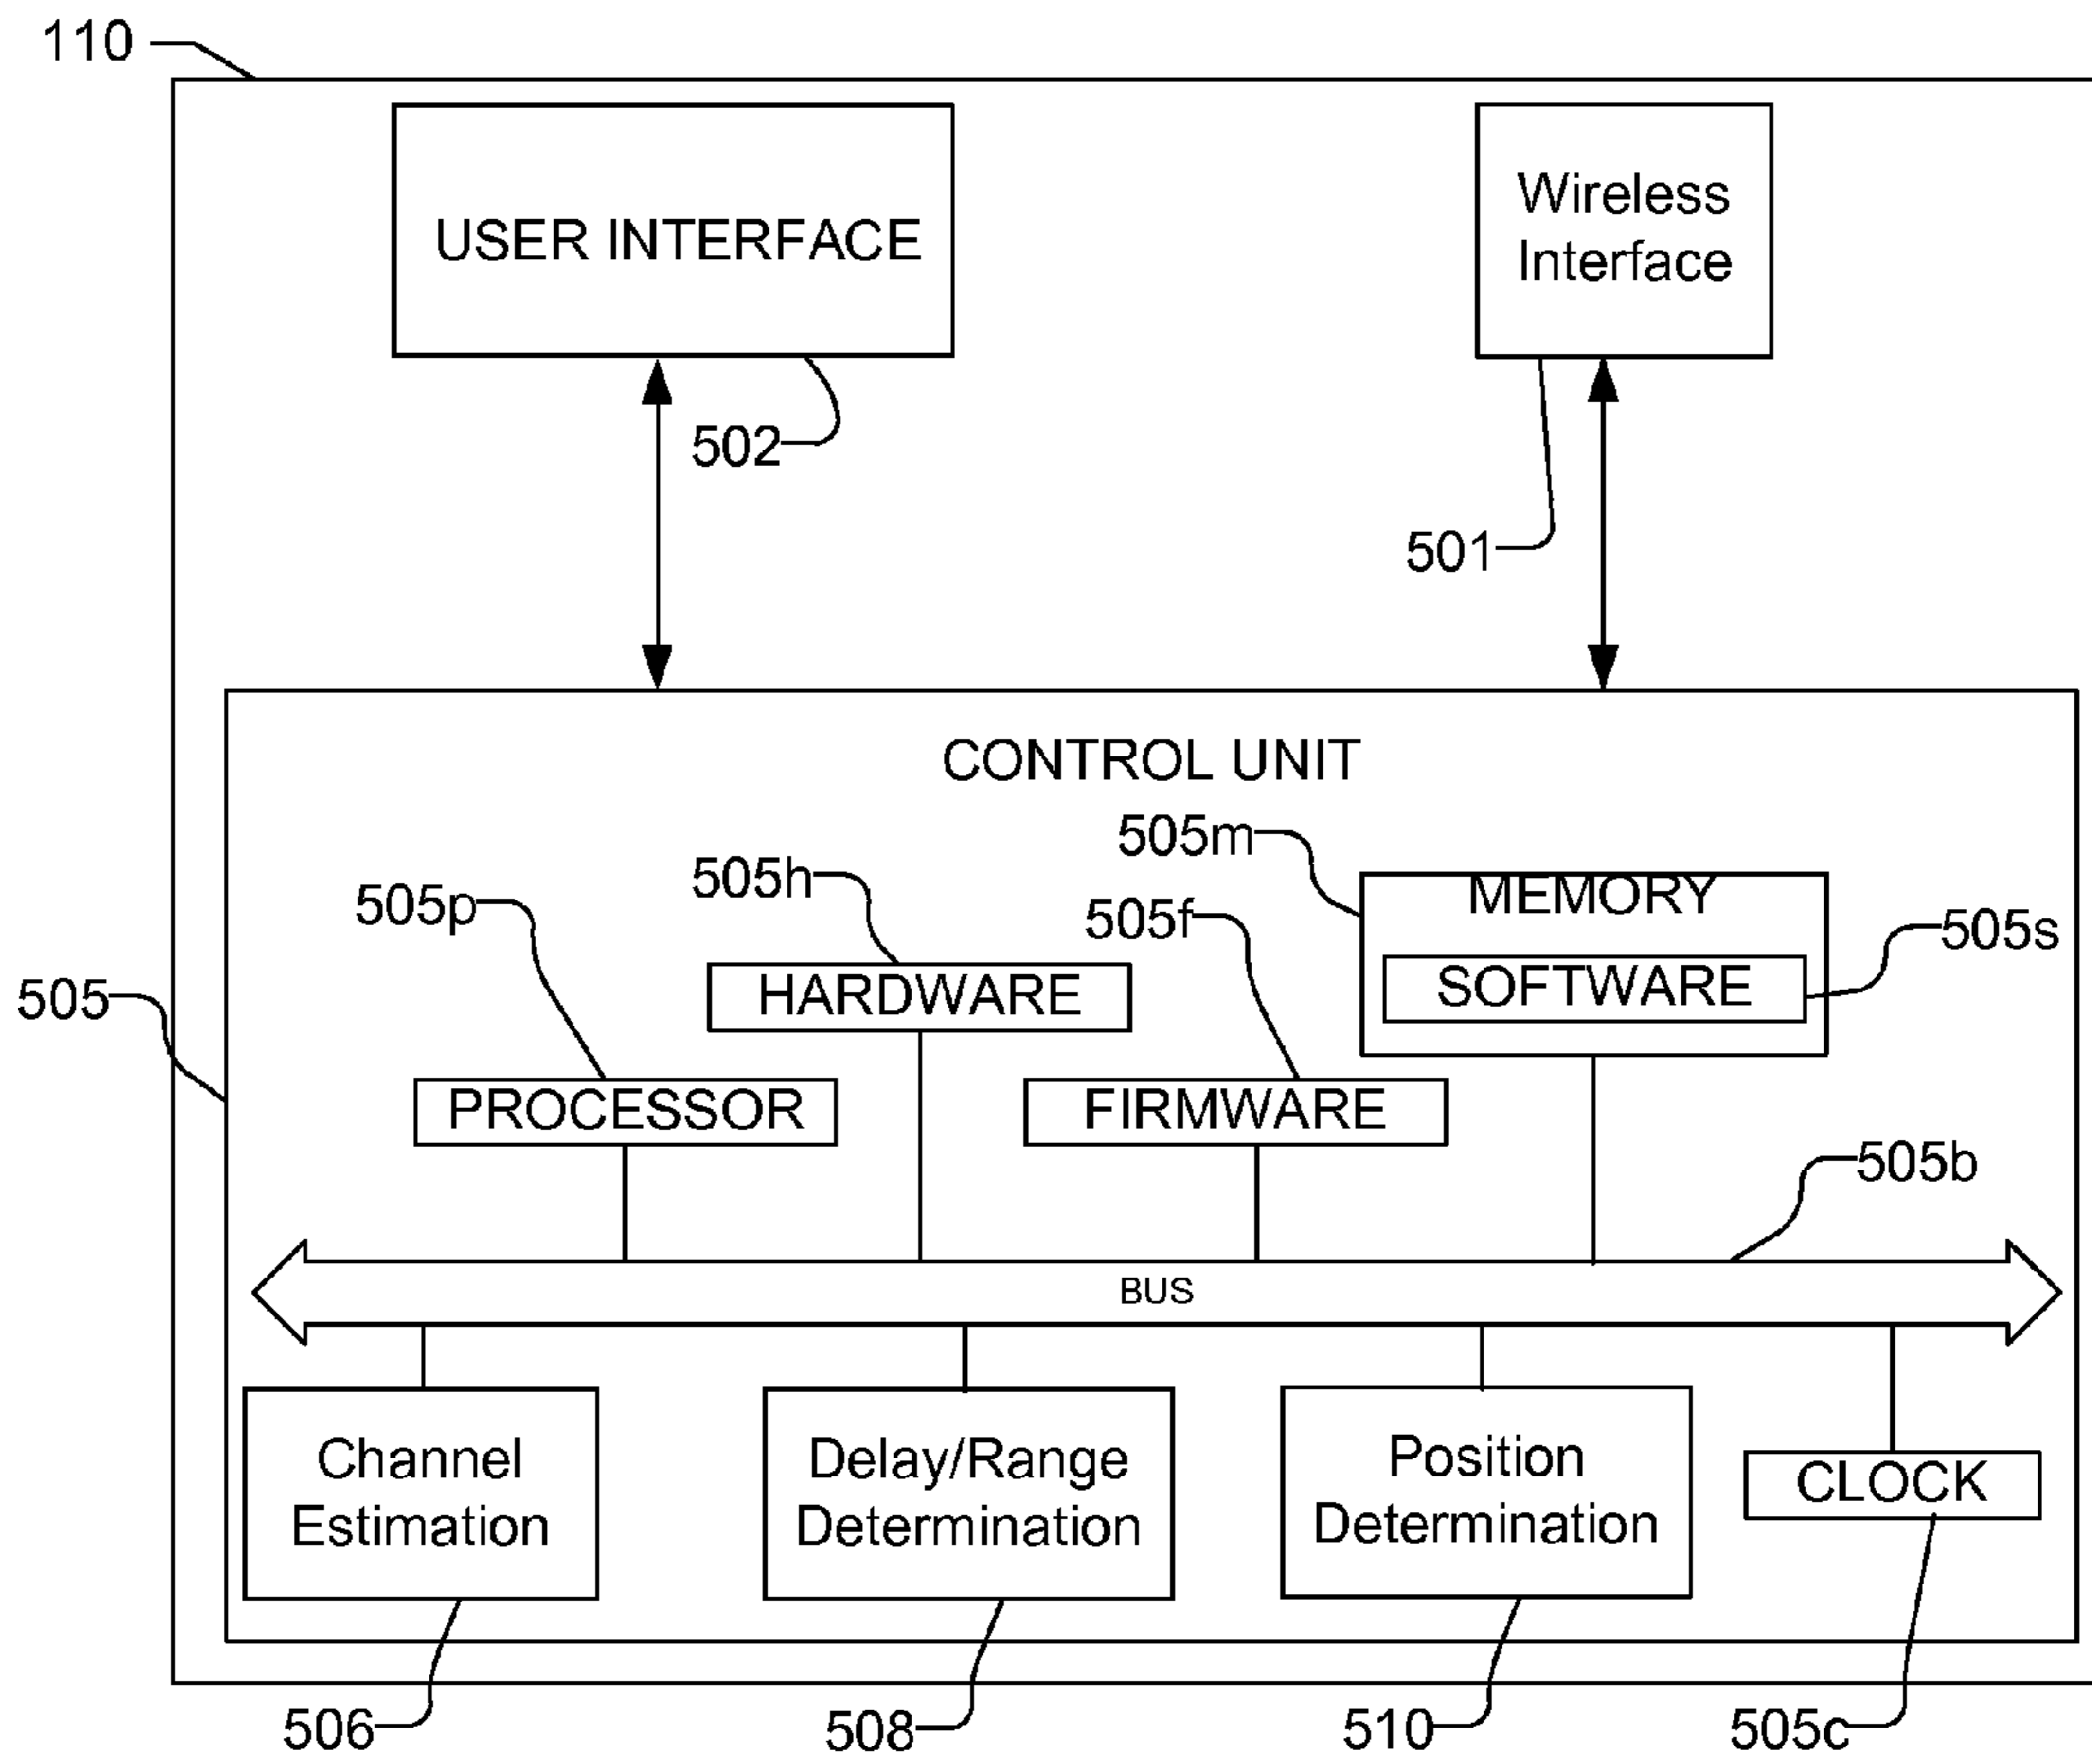 110
USER INTERFACE
Wireless
Interface
502
501
CONTROL UNIT
505m
505h
505p
505f
MEMORY
505s
SOFTWARE
HARDWARE
505
PROCESSOR
FIRMWARE
505b
BUS
Channel
Estimation
Delay/Range
Determination
Position
Determination
CLOCK
506
508
510
505c